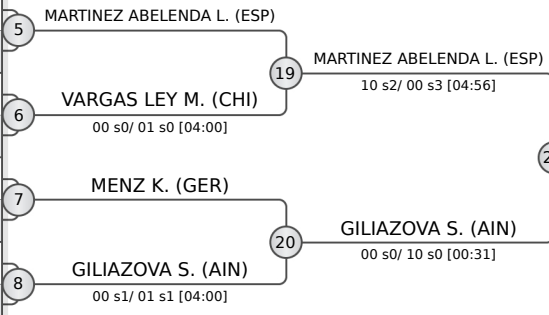 5
MARTINEZ ABELENDA L. (ESP)
19
MARTINEZ ABELENDA L. (ESP)
10 s2/ 00 s3 [04:56]
6
VARGAS LEY M. (CHI)
00 s0/ 01 s0 [04:00]
7
MENZ K. (GER)
20
GILIAZOVA S. (AIN)
00 s0/ 10 s0 [00:31]
8
GILIAZOVA S. (AIN)
00 s1/ 01 s1 [04:00]